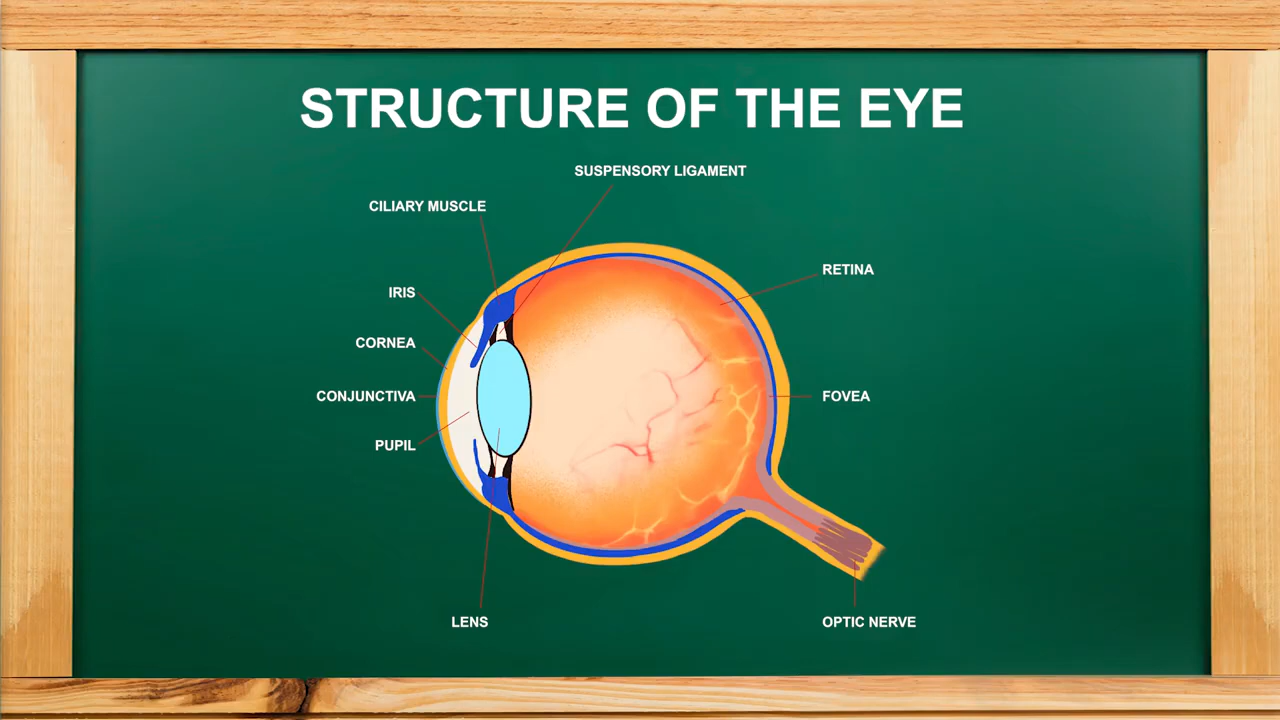 STRUCTURE OF THE EYE
SUSPENSORY LIGAMENT
CILIARY MUSCLE
RETINA
IRIS
CORNEA
CONJUNCTIVA
FOVEA
PUPIL
LENS
OPTIC NERVE